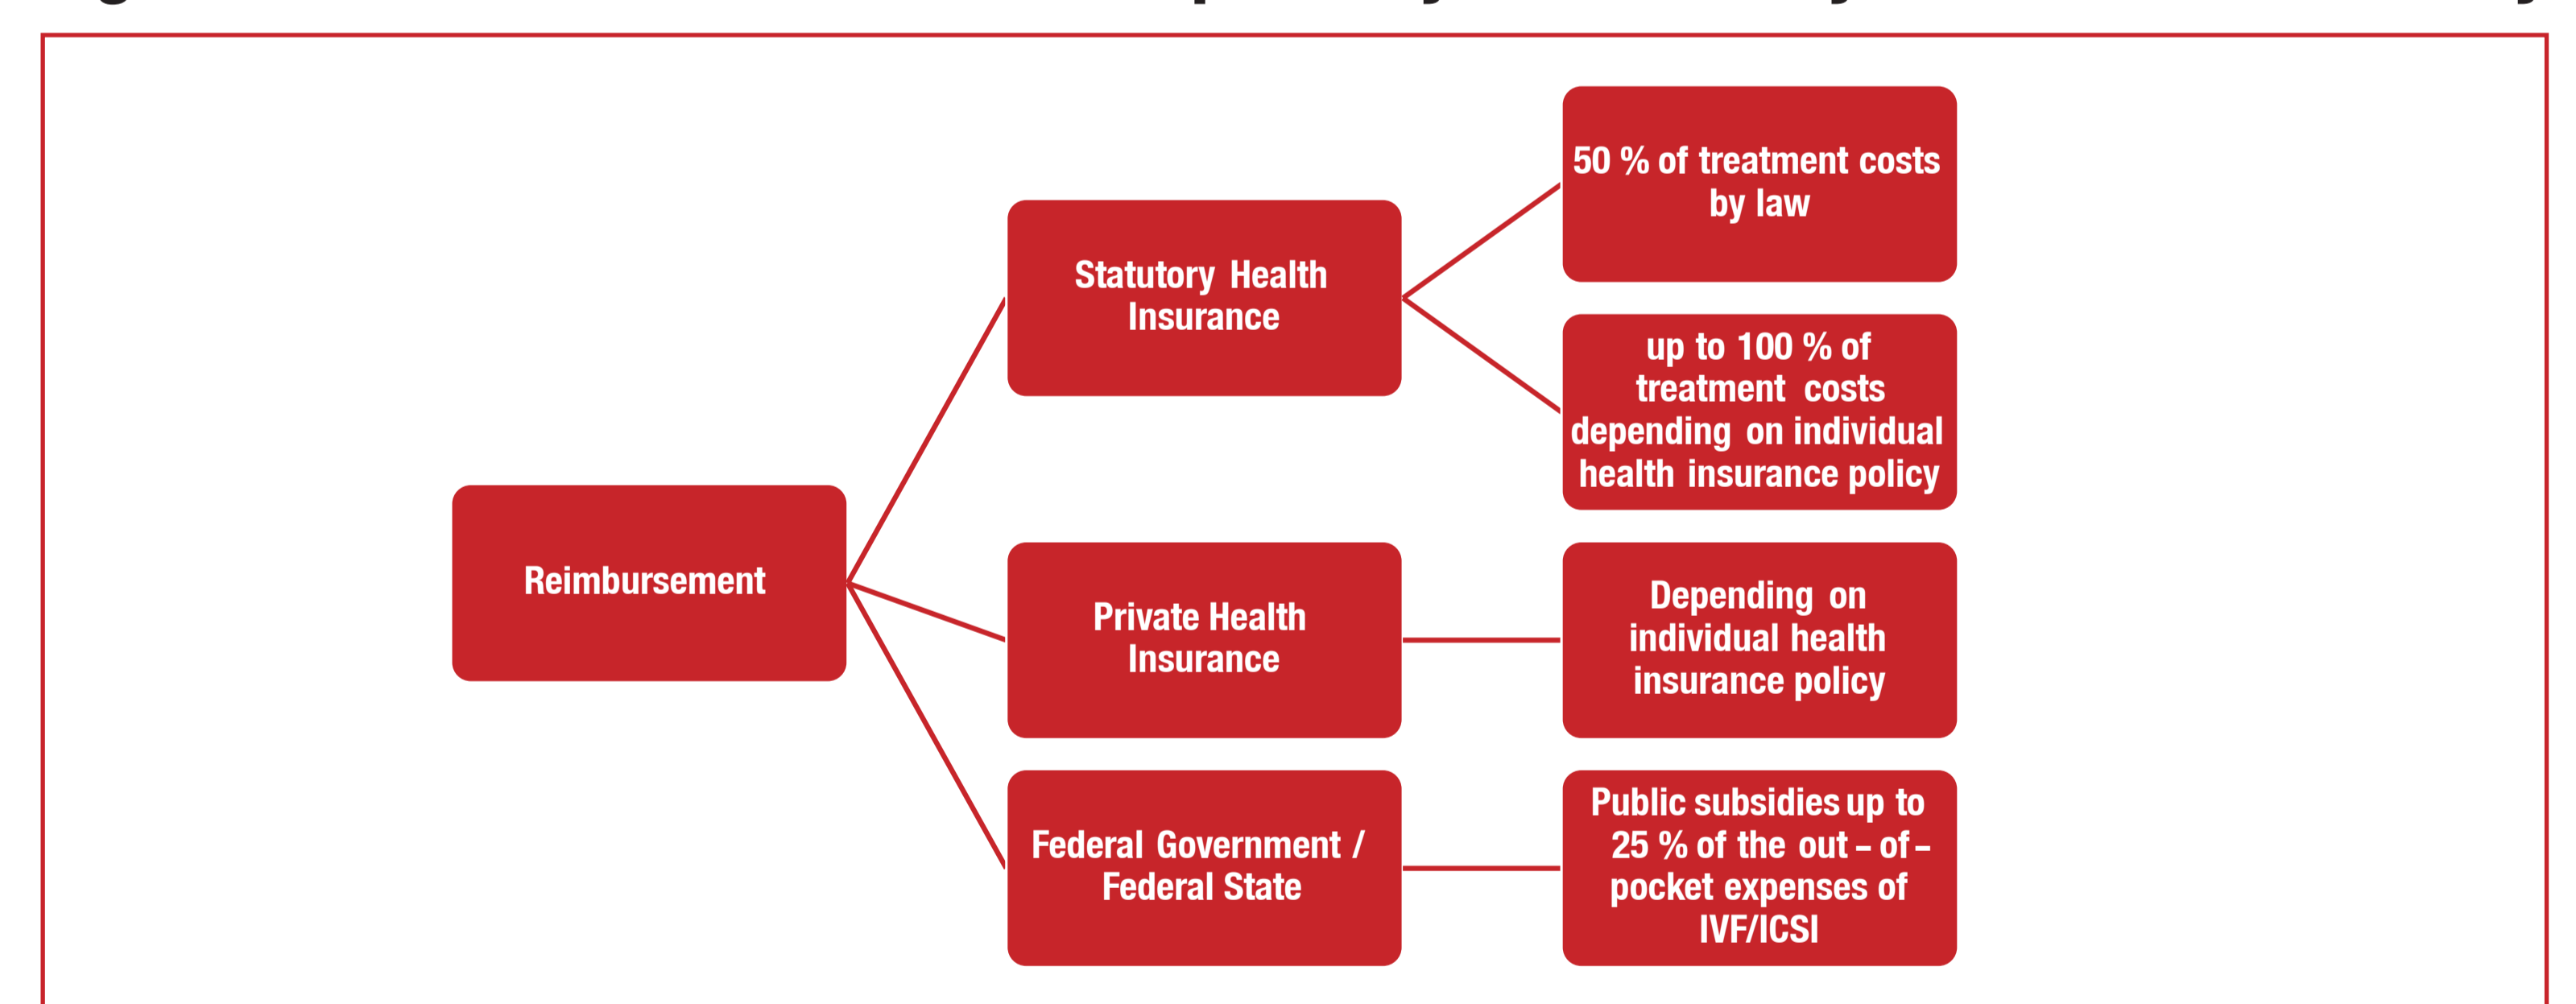 Reimbursement
Statutory Health
Insurance
50 % of treatment costs
by law
up to 100 % of
treatment costs
depending on individual
health insurance policy
Private Health
Insurance
Depending on
individual health
insurance policy
Federal Government /
Federal State
Public subsidies up to
25 % of the out – of –
pocket expenses of
IVF/ICSI